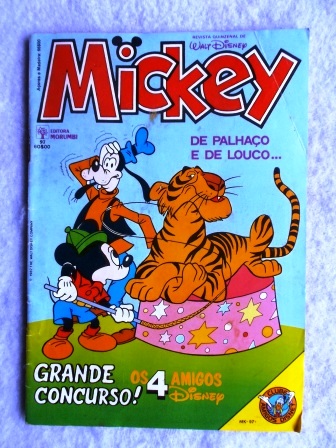 REVISTA QUINZENAL DE
WALT DISNEY
Mickey
EDITORA
MORUMBI
DE PALHAÇO
E DE LOUCO...
GRANDE
CONCURSO!
OS 4 AMIGOS
Disney